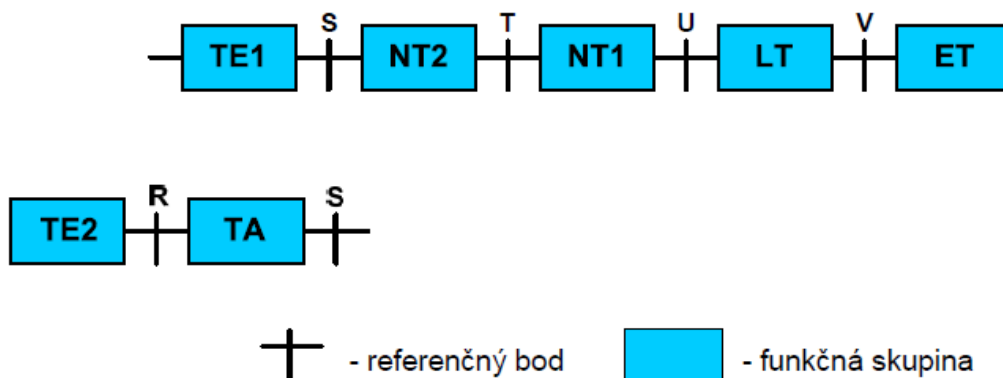 S T U V
TE1 NT2 NT1 LT ET
R S
TE2 TA
- referenčný bod - funkčná skupina